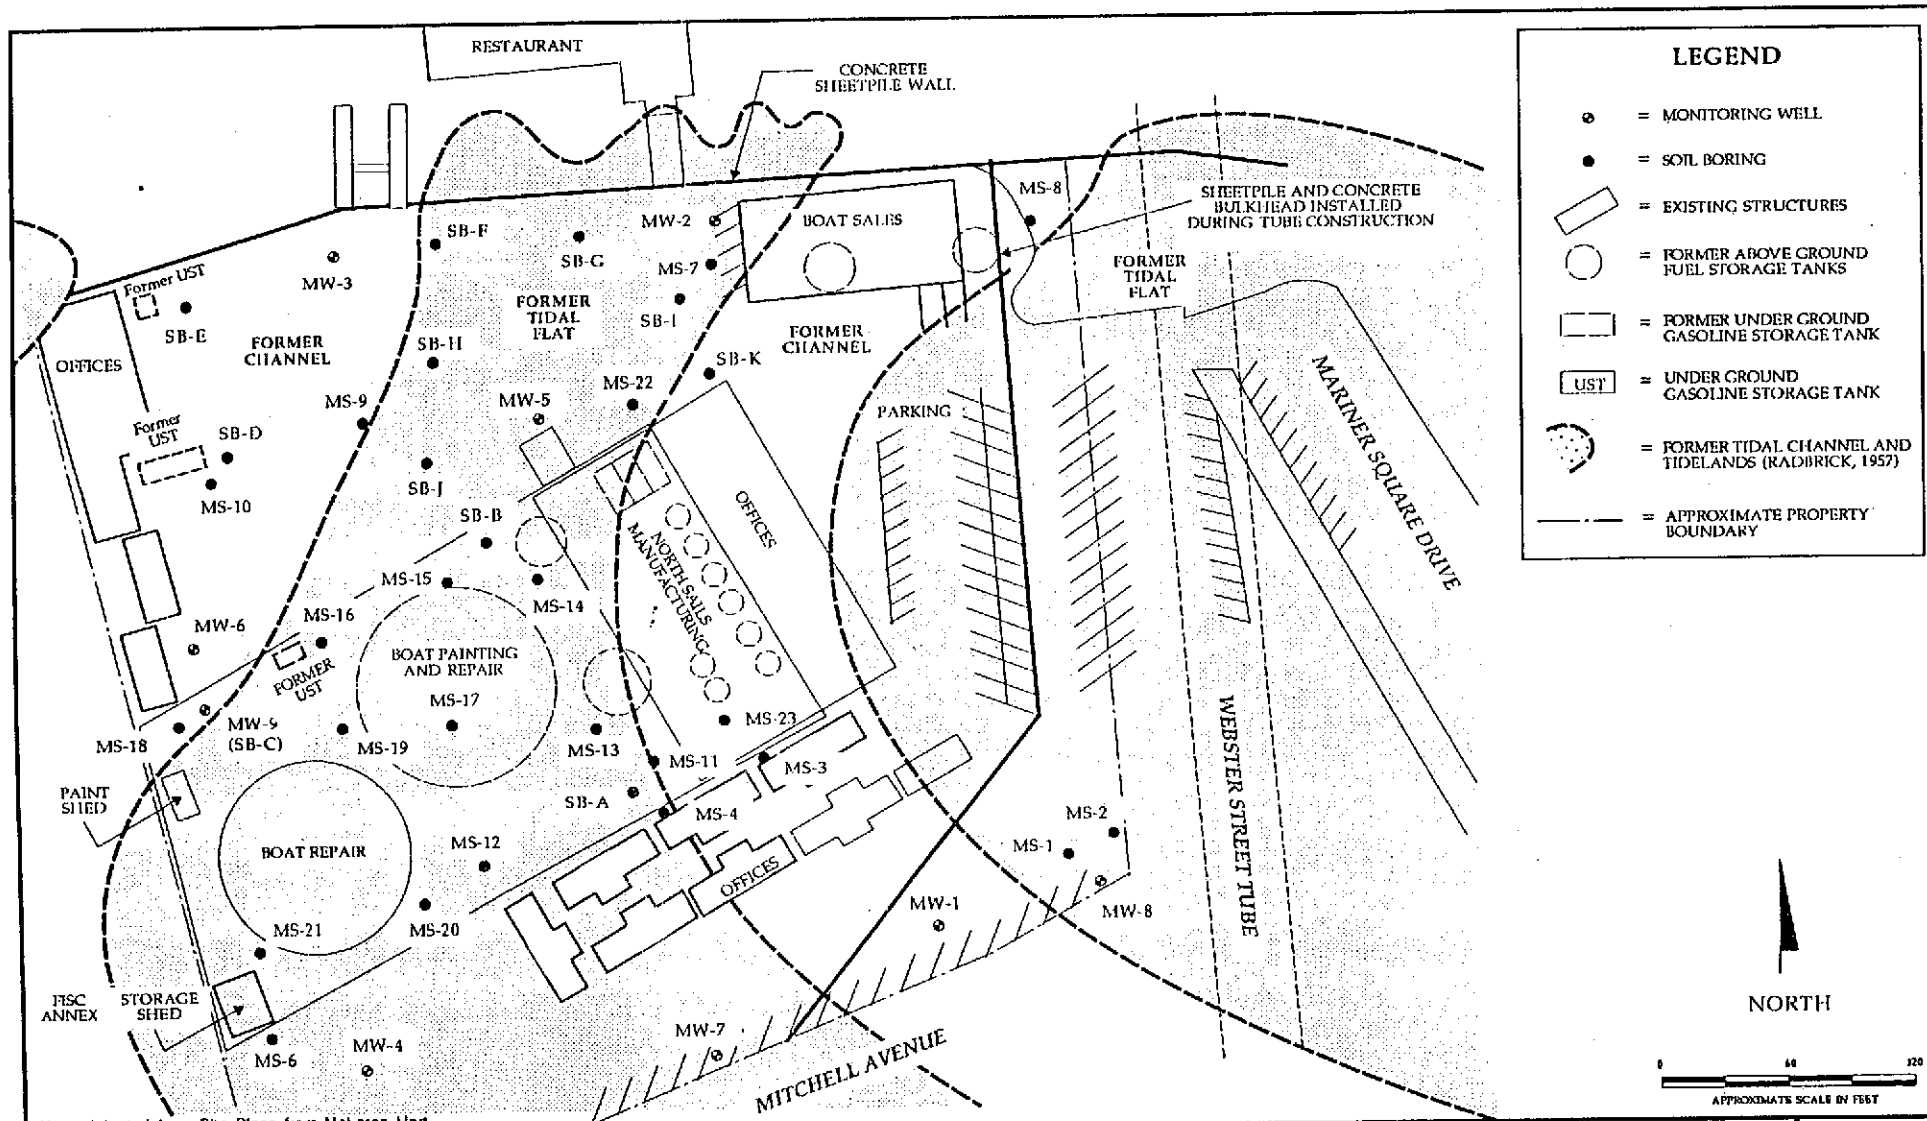 RESTAURANT
CONCRETE
SHEETPILE WALL
MS-8
SHEETPILE AND CONCRETE
BULKHEAD INSTALLED
DURING TUBE CONSTRUCTION
MW-2
BOAT SALES
SB-F
SB-G
MS-7
MW-3
Former UST
SB-E
FORMER
TIDAL
FLAT
FORMER
TIDAL
FLAT
SB-I
FORMER
CHANNEL
FORMER
CHANNEL
SB-H
SB-K
OFFICES
MS-22
MS-9
MW-5
PARKING
MARINER SQUARE DRIVE
Former
UST
SB-D
SB-J
MS-10
SB-B
OFFICES
NORTH SAILS
MANUFACTURING
MS-15
MS-14
MS-16
MW-6
BOAT PAINTING
AND REPAIR
FORMER
UST
MS-17
MW-9
(SB-C)
MS-18
MS-19
MS-13
MS-23
MS-11
MS-3
WEBSTER STREET TUBE
PAINT
SHED
SB-A
MS-4
BOAT REPAIR
MS-12
OFFICES
MS-2
MS-1
MW-1
MW-8
MS-21
MS-20
FISC
ANNEX
STORAGE
SHED
MS-6
MW-4
MW-7
MITCHELL AVENUE
LEGEND
= MONITORING WELL
= SOIL BORING
= EXISTING STRUCTURES
= FORMER ABOVE GROUND
FUEL STORAGE TANKS
= FORMER UNDER GROUND
GASOLINE STORAGE TANK
UST = UNDER GROUND
GASOLINE STORAGE TANK
= FORMER TIDAL CHANNEL AND
TIDELANDS (RADBRICK, 1957)
= APPROXIMATE PROPERTY
BOUNDARY
NORTH
0 60 120
APPROXIMATE SCALE IN FEET